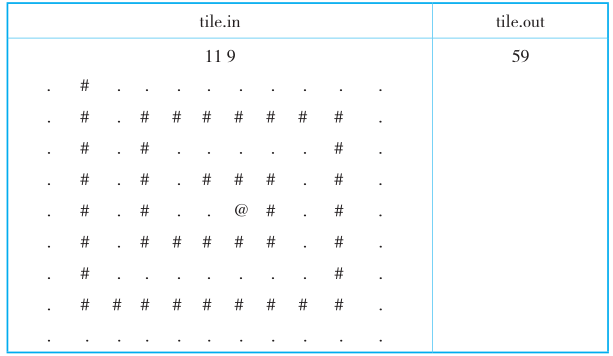 tile.in tile.out
11 9 59
. # . . . . . . . . .
. # . # # # # # # # .
. # . # . . . . . # .
. # . # . # # # . # .
. # . # . . @ # . # .
. # . # # # # # . # .
. # . . . . . . . # .
. # # # # # # # # # .
. . . . . . . . . . .